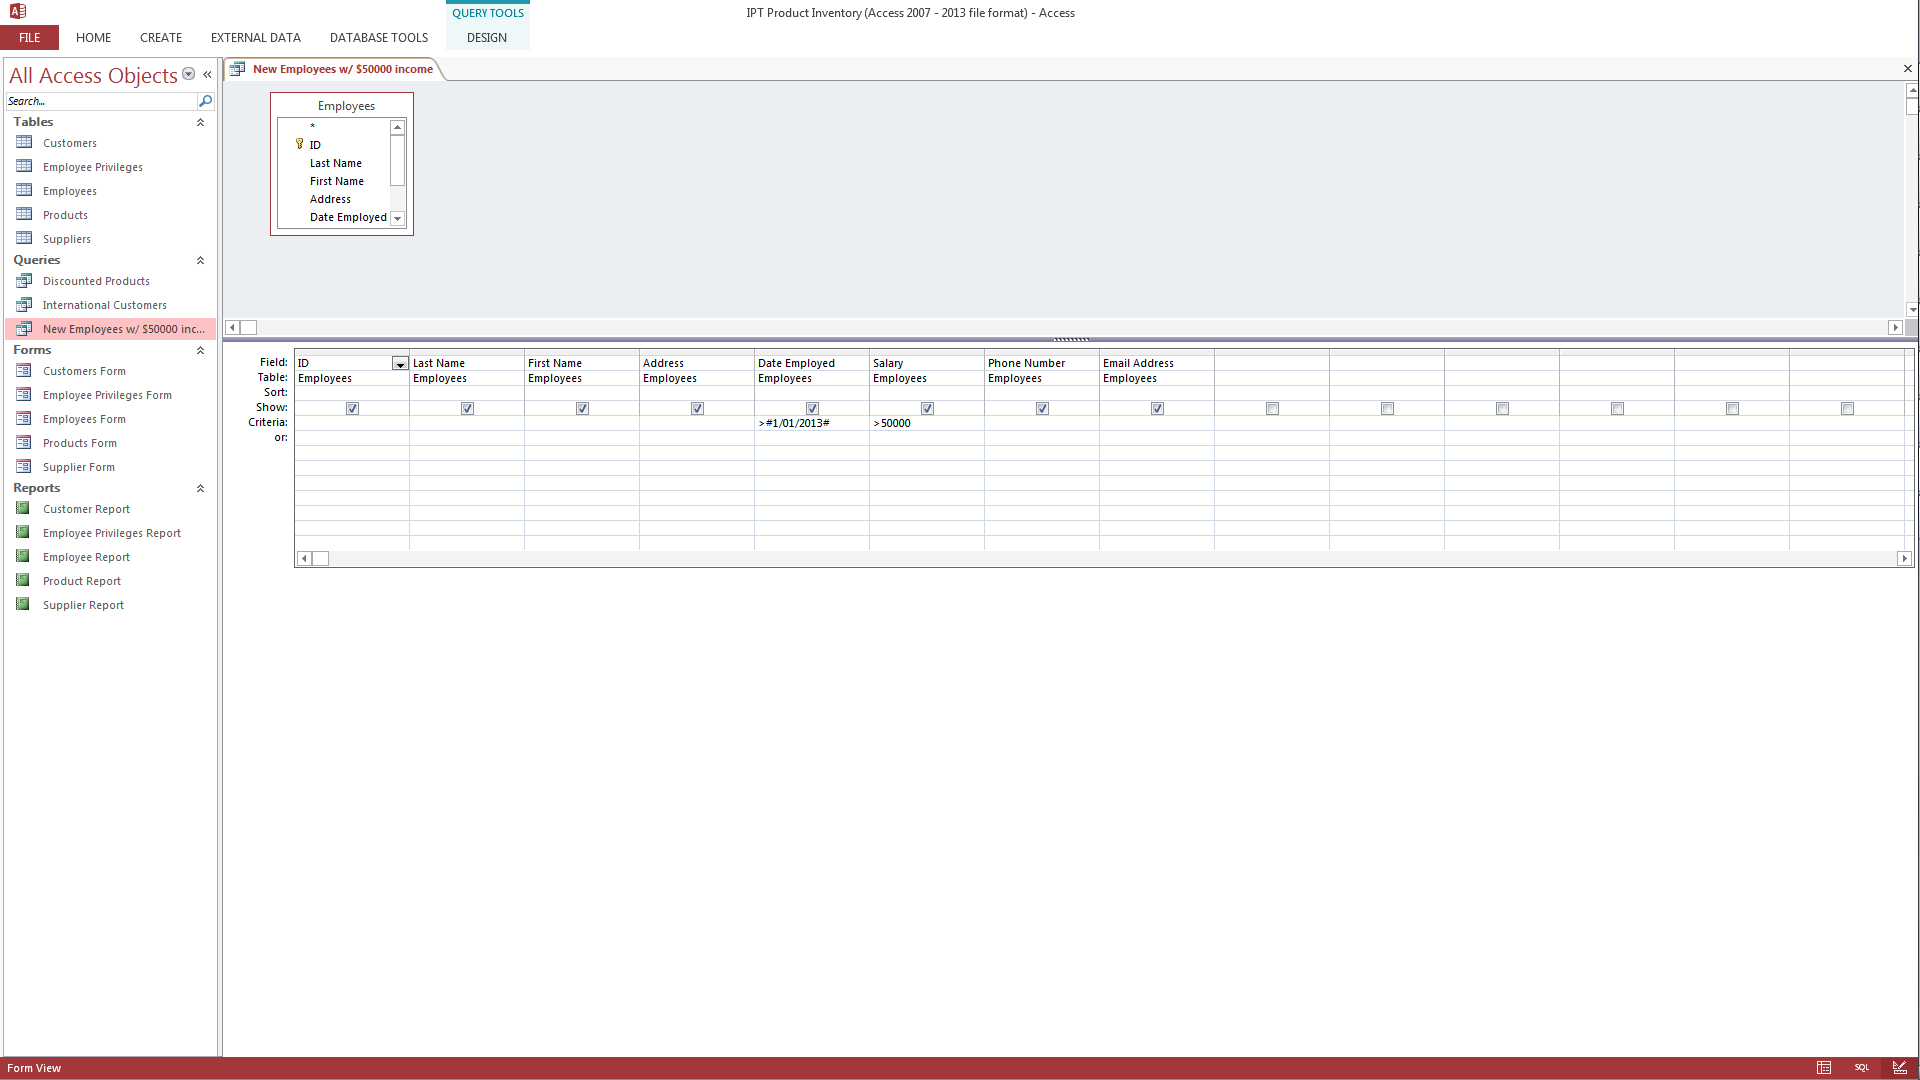 QUERY TOOLS
IPT Product Inventory (Access 2007 - 2013 file format) - Access
FILE HOME CREATE EXTERNAL DATA DATABASE TOOLS DESIGN
All Access Objects
Search...
Tables
Customers
Employee Privileges
Employees
Products
Suppliers
Queries
Discounted Products
International Customers
New Employees w/ $50000 inc...
Forms
Customers Form
Employee Privileges Form
Employees Form
Products Form
Supplier Form
Reports
Customer Report
Employee Privileges Report
Employee Report
Product Report
Supplier Report
New Employees w/ $50000 income
Employees
*
ID
Last Name
First Name
Address
Date Employed
Field: ID Last Name First Name Address Date Employed Salary Phone Number Email Address
Table: Employees Employees Employees Employees Employees Employees Employees Employees
Sort:
Show:
Criteria: >#1/01/2013# >50000
or:
Form View
SQL